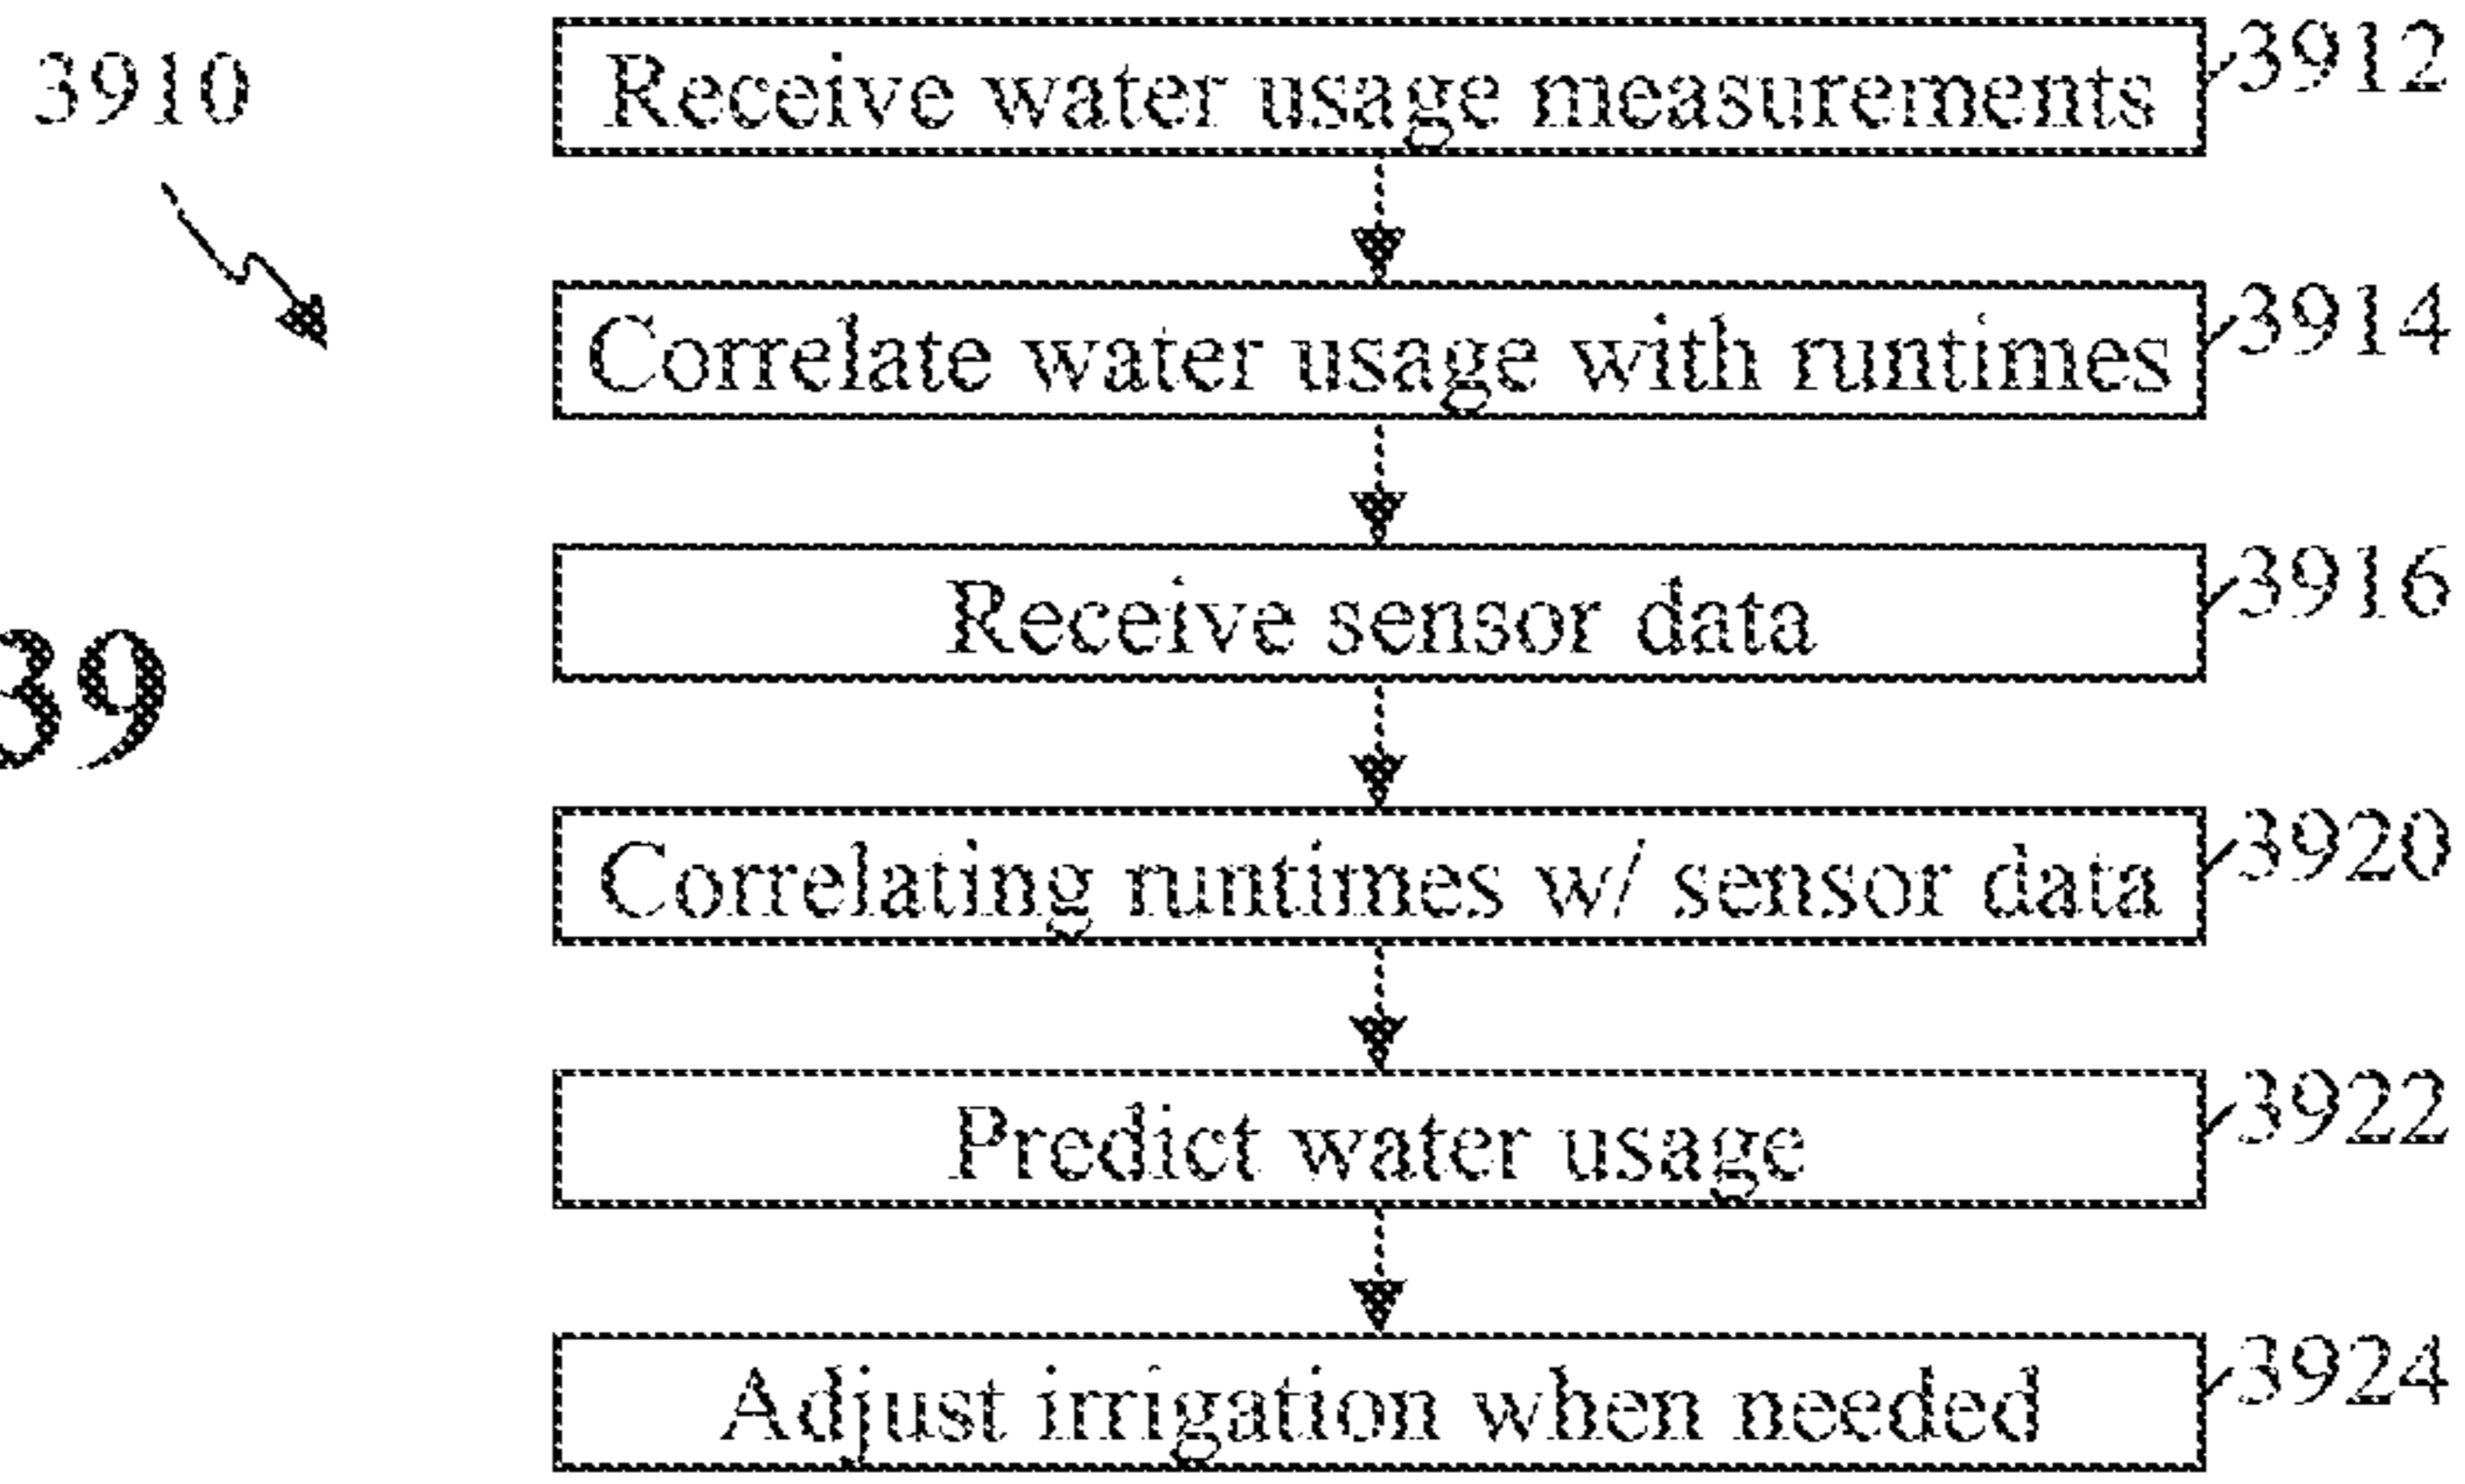 3910
Receive water usage measurements 3912
Correlate water usage with runtimes 3914
Receive sensor data 3916
39
Correlating runtimes w/ sensor data 3920
Predict water usage 3922
Adjust irrigation when needed 3924